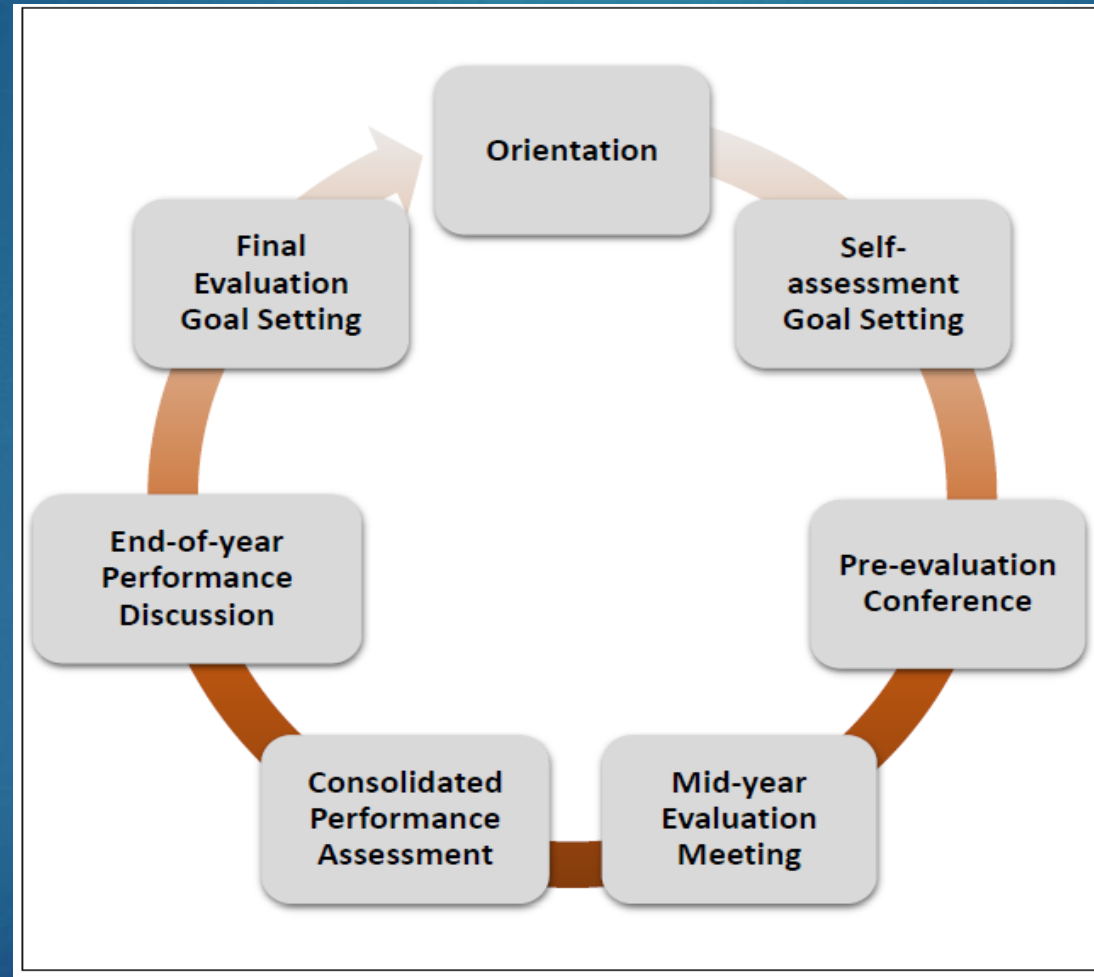 Orientation
Self-
assessment
Goal Setting
Pre-evaluation
Conference
Mid-year
Evaluation
Meeting
Consolidated
Performance
Assessment
End-of-year
Performance
Discussion
Final
Evaluation
Goal Setting